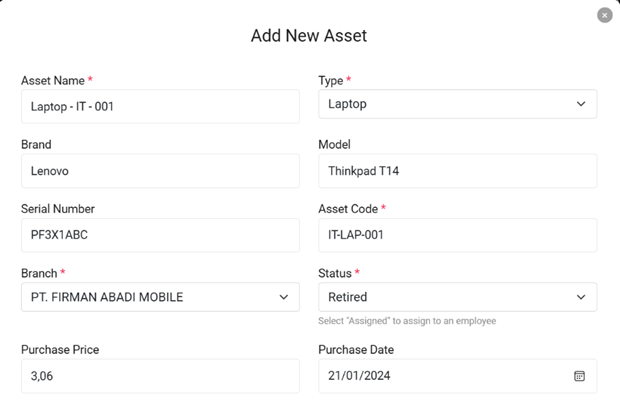 Add New Asset
Asset Name * Type *
Laptop - IT - 001 Laptop
Brand Model
Lenovo Thinkpad T14
Serial Number Asset Code *
PF3X1ABC IT-LAP-001
Branch * Status *
PT. FIRMAN ABADI MOBILE Retired
Select "Assigned" to assign to an employee
Purchase Price Purchase Date
3,06 21/01/2024